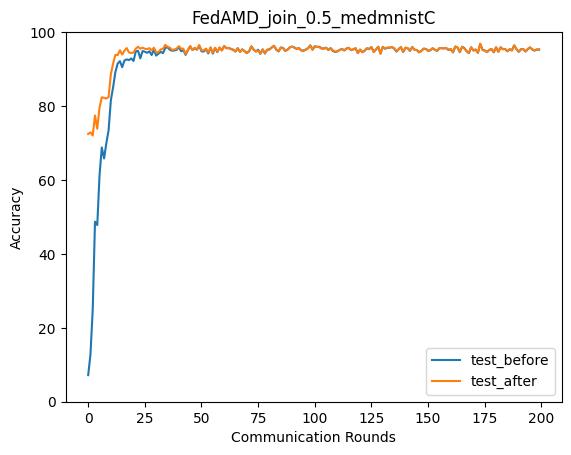 FedAMD_join_0.5_medmnistC
100
80
60
40
20
0
Accuracy
0 25 50 75 100 125 150 175 200
Communication Rounds
test_before
test_after